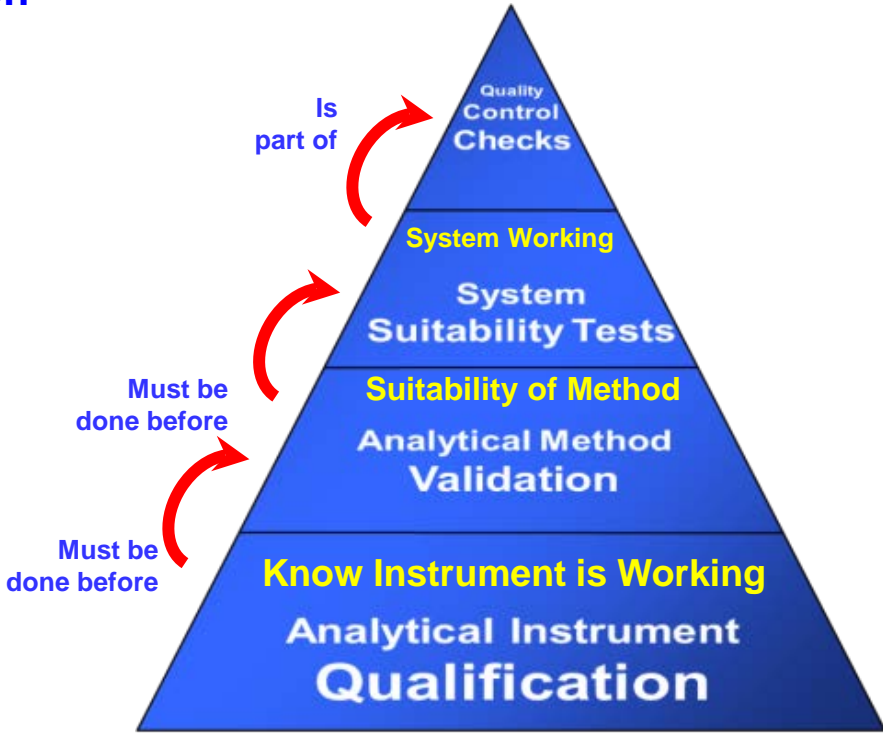 Is
part of
Quality
Control
Checks
System Working
System
Suitability Tests
Must be
done before
Suitability of Method
Analytical Method
Validation
Must be
done before
Know Instrument is Working
Analytical Instrument
Qualification